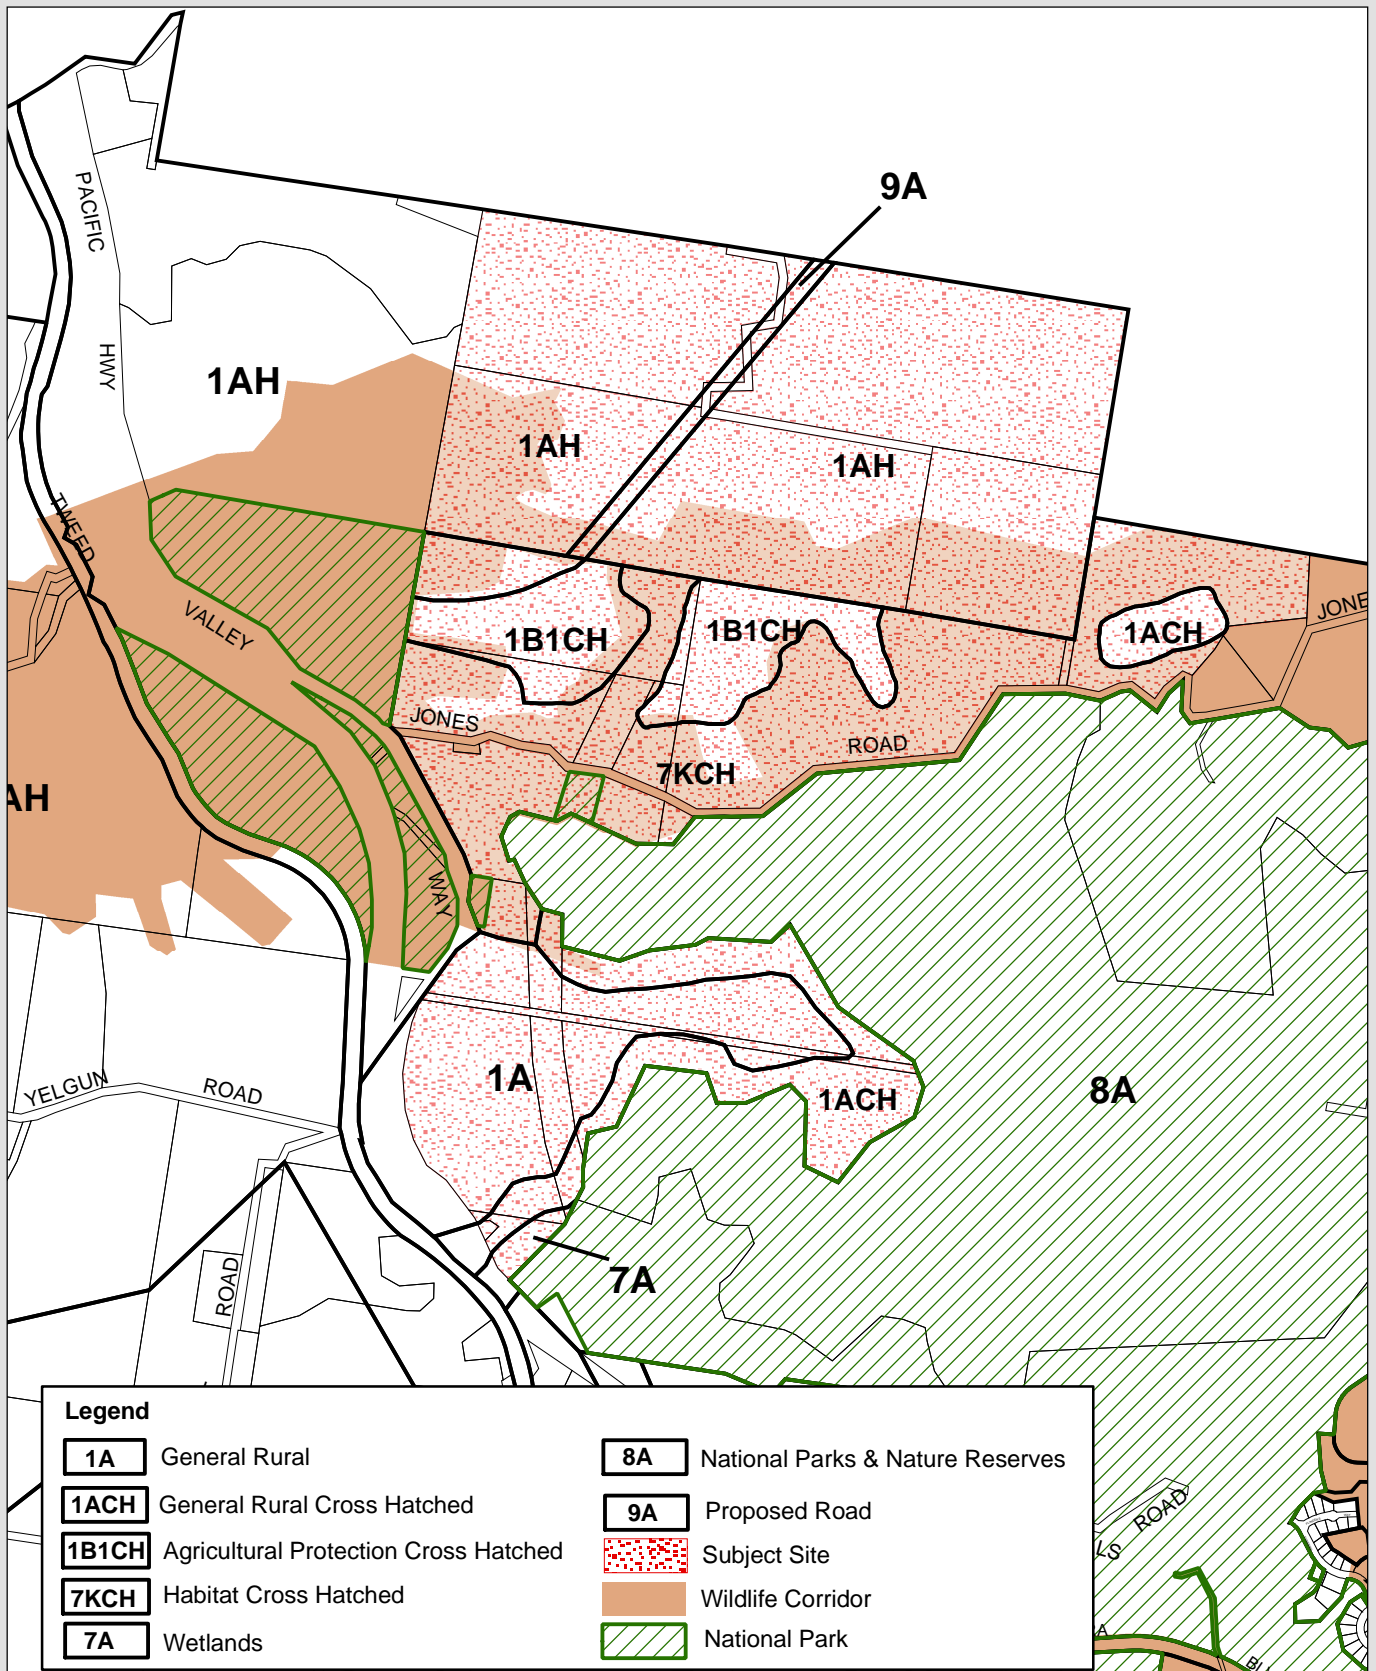 9A
PACIFIC
HWY
1AH
1AH
1AH
TWEED
VALLEY
1B1CH
1B1CH
1ACH
JONE
JONES
ROAD
7KCH
AH
WAY
1A
1ACH
8A
YELGUN
ROAD
7A
ROAD
ROAD
LS
A
Legend
1A General Rural
1ACH General Rural Cross Hatched
1B1CH Agricultural Protection Cross Hatched
7KCH Habitat Cross Hatched
7A Wetlands
8A National Parks & Nature Reserves
9A Proposed Road
Subject Site
Wildlife Corridor
National Park